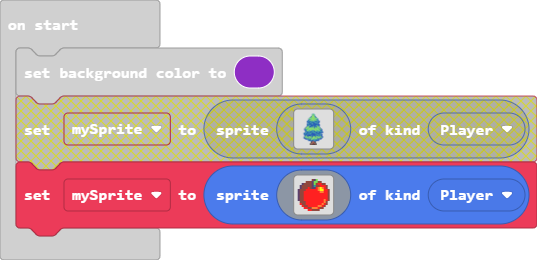 on start
set background color to
set mySprite to sprite of kind Player
set mySprite to sprite of kind Player